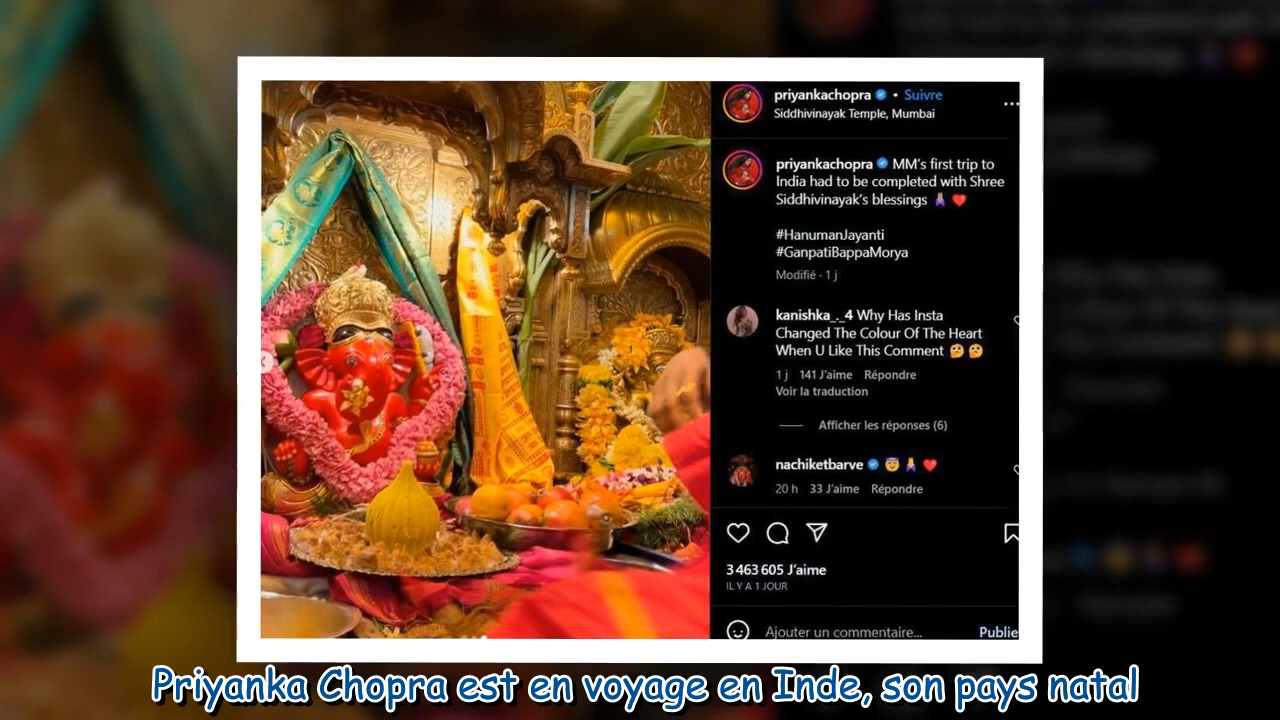 priyankachopra • Suivre
Siddhivinayak Temple, Mumbai
priyankachopra MM's first trip to
India had to be completed with Shree
Siddhivinayak's blessings 🙏 ❤️
#HanumanJayanti
#GanpatiBappaMorya
Modifié · 1 j
kanishka_._4 Why Has Insta
Changed The Colour Of The Heart
When U Like This Comment 🤔 🤔
1 j 141 J'aime Répondre
Voir la traduction
Afficher les réponses (6)
nachiketbarve 😇 🙏 ❤️
20 h 33 J'aime Répondre
3 463 605 J'aime
IL Y A 1 JOUR
Ajouter un commentaire... Publie
Priyanka Chopra est en voyage en Inde, son pays natal